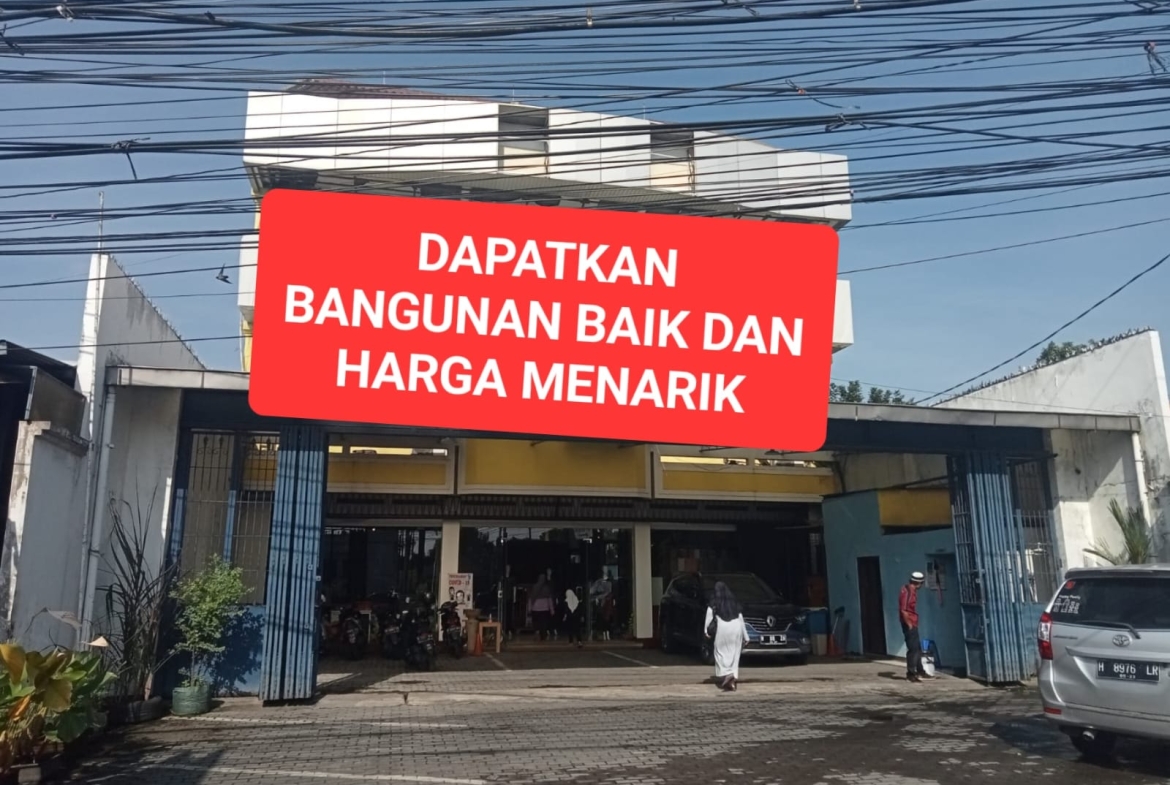 DAPATKAN
BANGUNAN BAIK DAN
HARGA MENARIK
H 8976 LR